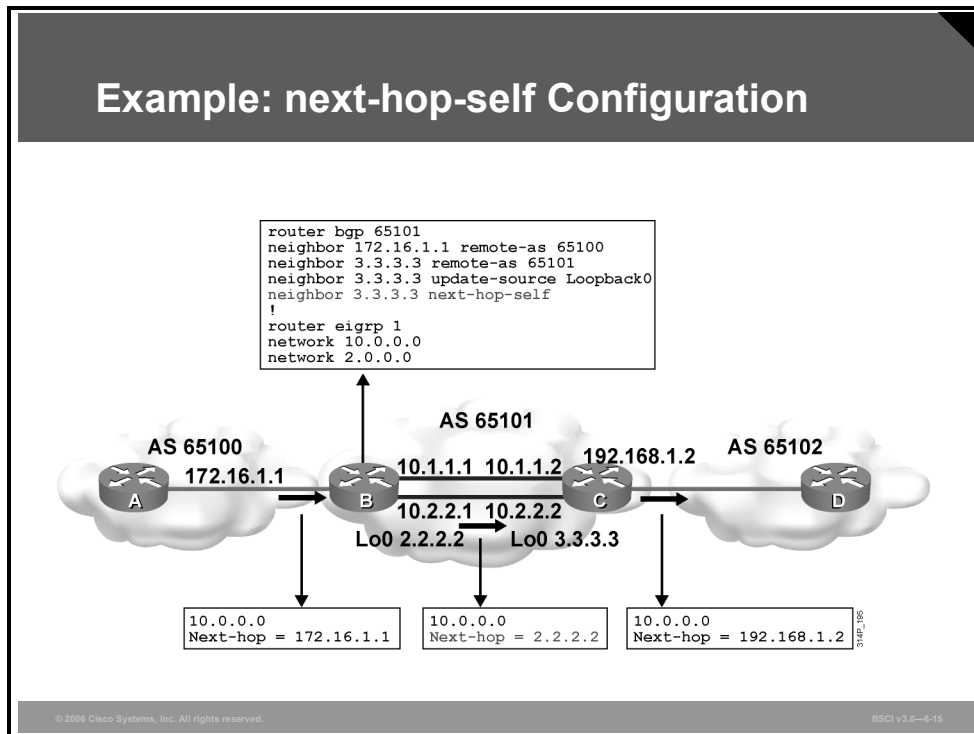 Example: next-hop-self Configuration
router bgp 65101
neighbor 172.16.1.1 remote-as 65100
neighbor 3.3.3.3 remote-as 65101
neighbor 3.3.3.3 update-source Loopback0
neighbor 3.3.3.3 next-hop-self
!
router eigrp 1
network 10.0.0.0
network 2.0.0.0
AS 65100
AS 65101
AS 65102
172.16.1.1
10.1.1.1 10.1.1.2
192.168.1.2
A
B
C
D
10.2.2.1 10.2.2.2
Lo0 2.2.2.2 Lo0 3.3.3.3
10.0.0.0
Next-hop = 172.16.1.1
10.0.0.0
Next-hop = 2.2.2.2
10.0.0.0
Next-hop = 192.168.1.2
314P_195
© 2006 Cisco Systems, Inc. All rights reserved.
BSCI v3.0—6-15